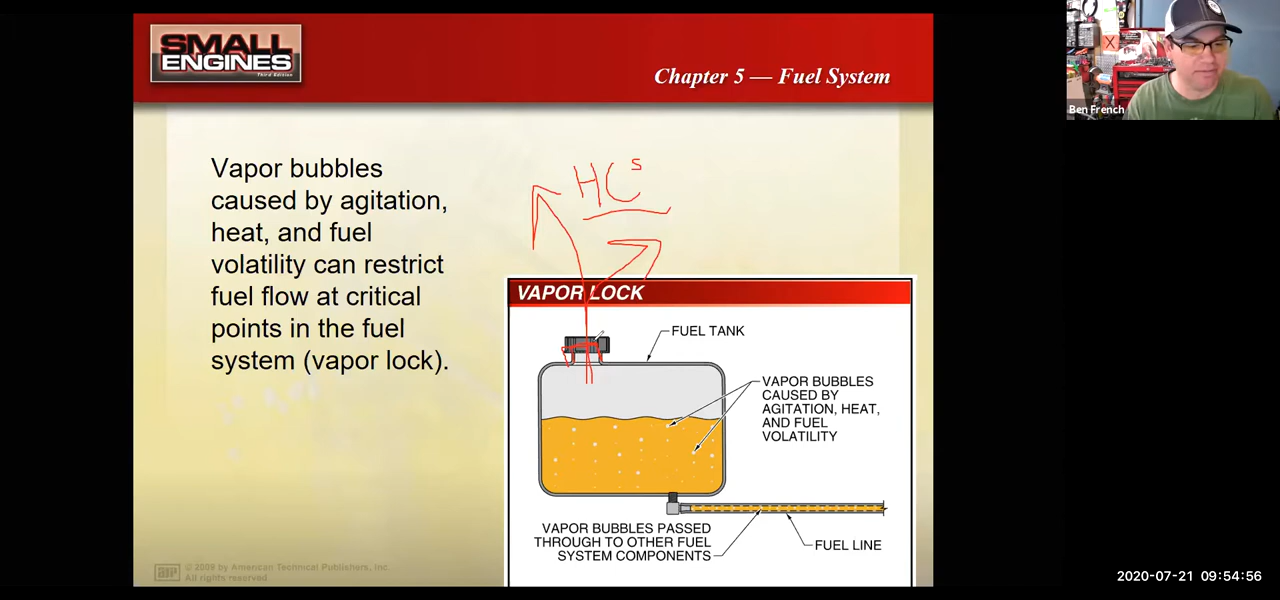 SMALL
ENGINES
Third Edition
Chapter 5 — Fuel System
Ben French
Vapor bubbles
caused by agitation,
heat, and fuel
volatility can restrict
fuel flow at critical
points in the fuel
system (vapor lock).
HCs
VAPOR LOCK
FUEL TANK
VAPOR BUBBLES
CAUSED BY
AGITATION, HEAT,
AND FUEL
VOLATILITY
VAPOR BUBBLES PASSED
THROUGH TO OTHER FUEL
SYSTEM COMPONENTS
FUEL LINE
© 2009 by American Technical Publishers, Inc.
All rights reserved
2020-07-21 09:54:56